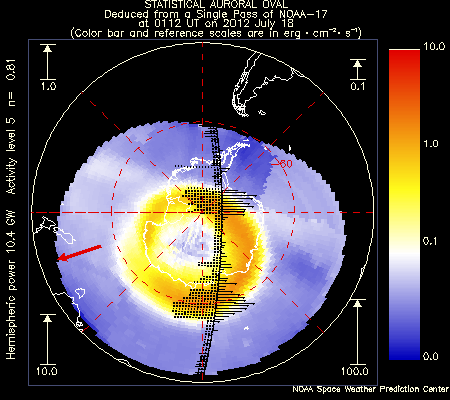 STATISTICAL AURORAL OVAL
Deduced from a Single Pass of NOAA-17
at 0112 UT on 2012 July 18
(Color bar and reference scales are in erg · cm⁻² · s⁻¹)
1.0
0.1
10.0
1.0
0.1
0.0
-60
Hemispheric power 10.4 GW Activity level 5 n= 0.81
10.0
100.0
NOAA Space Weather Prediction Center